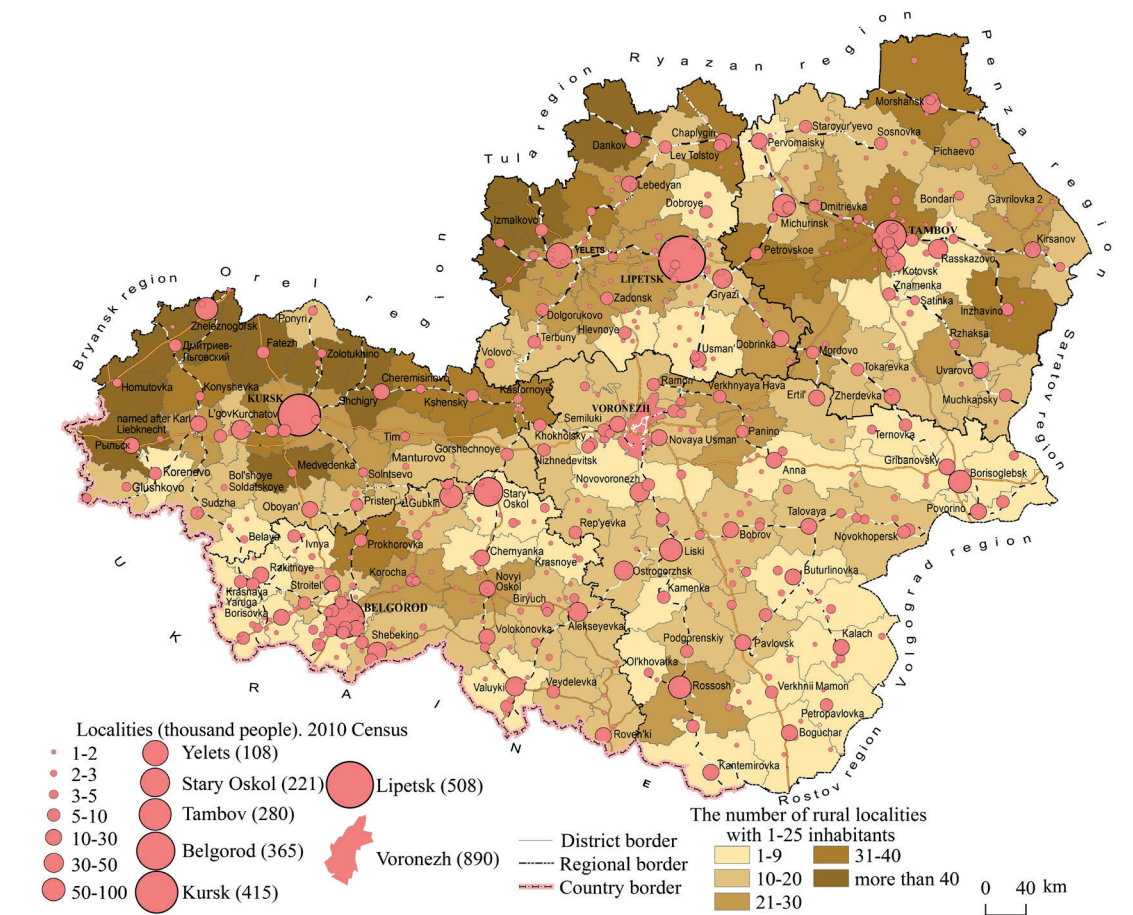 Ryazan region
Penza region
Tula region
Orel region
Bryansk region
Saratov region
Volgograd region
Rostov region
UKRAINE
Morshansk
Staroyur'yevo
Sosnovka
Pervomaisky
Pichaevo
Chaplygin
Dankov
Lev Tolstoy
Lebedyan
Dobroye
Izmalkovo
Dmitrievka
Michurinsk
Bondari
Gavrilovka 2
TAMBOV
Kirsanov
Rasskazovo
Petrovskoe
YELETS
LIPETSK
Kotovsk
Gryazi
Znamenka
Satinka
Inzhavino
Zadonsk
Dolgorukovo
Hlevnoye
Terbuny
Usman'
Dobrinka
Volovo
Mordovo
Rzhaksa
Tokarevka
Uvarovo
Muchkapsky
Zherdevka
Zheleznogorsk
Ponyri
Дмитриев-
Льговский
Fatezh
Zolotukhino
Homutovka
Konyshevka
Cheremisinovo
KURSK
Shchigry
Kshensky
Kastornoye
named after Karl
Liebknecht
L'gov
Kurchatov
Рыльск
Tim
Gorshechnoye
Korenevo
Glushkovo
Bol'shoye
Soldatskoye
Medvedenka
Manturovo
Solntsevo
Sudzha
Oboyan'
Pristen'
Ramon'
Verkhnyaya Hava
VORONEZH
Semiluki
Khokholsky
Nizhnedevitsk
Novaya Usman'
Panino
Ertil'
Ternovka
Gribanovsky
Borisoglebsk
Povorino
Anna
Novovoronezh
Talovaya
Novokhopersk
Bobrov
Rep'yevka
Liski
Ostrogorzhsk
Buturlinovka
Kamenka
Kalach
Podgorenskiy
Pavlovsk
Ol'khovatka
Rossosh
Verkhnii Mamon
Petropavlovka
Boguchar
Kantemirovka
Gubkin
Stary
Oskol
Belaya
Ivnya
Prokhorovka
Chernyanka
Krasnoye
Rakitnoye
Korocha
Novyi
Oskol
Stroitel'
Krasnaya
Yaruga
Borisovka
Biryuch
BELGOROD
Alekseyevka
Shebekino
Volokonovka
Valuyki
Veydelevka
Roven'ki
Localities (thousand people). 2010 Census
1-2
2-3
3-5
5-10
10-30
30-50
50-100
Yelets (108)
Stary Oskol (221)
Tambov (280)
Belgorod (365)
Kursk (415)
Lipetsk (508)
Voronezh (890)
District border
Regional border
Country border
The number of rural localities
with 1-25 inhabitants
1-9
10-20
21-30
31-40
more than 40
0 40 km